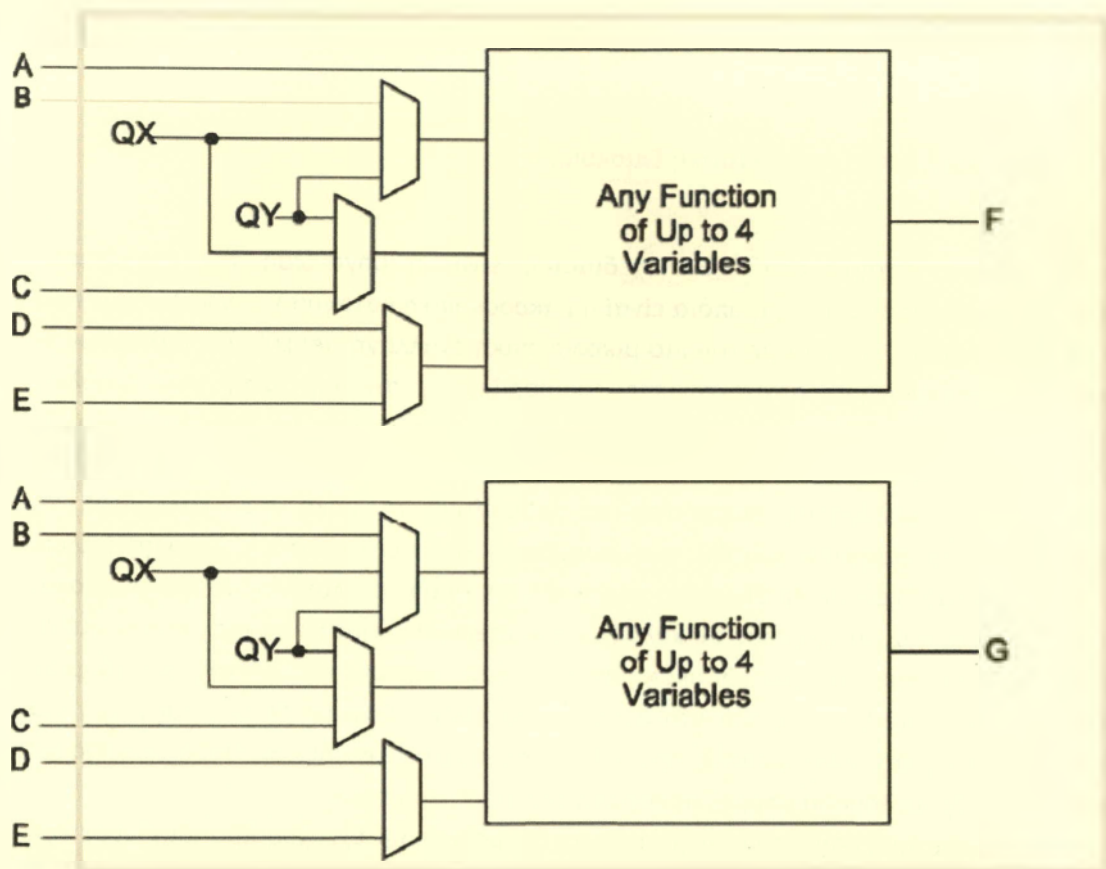 A
B
QX
QY
C
D
E
Any Function
of Up to 4
Variables
F
A
B
QX
QY
C
D
E
Any Function
of Up to 4
Variables
G